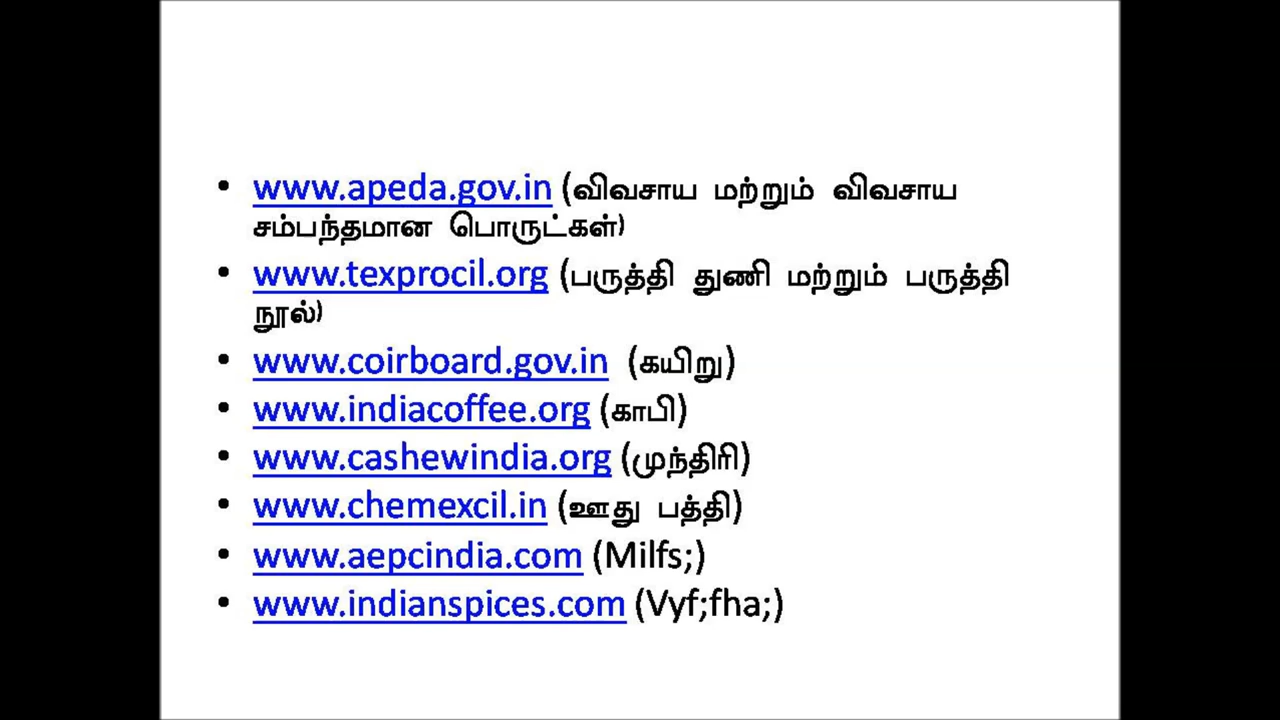 • www.apeda.gov.in (விவசாய மற்றும் விவசாய
சம்பந்தமான பொருட்கள்)
• www.texprocil.org (பருத்தி துணி மற்றும் பருத்தி
நூல்)
• www.coirboard.gov.in (கயிறு)
• www.indiacoffee.org (காபி)
• www.cashewindia.org (முந்திரி)
• www.chemexcil.in (ஊது பத்தி)
• www.aepcindia.com (Milfs;)
• www.indianspices.com (Vyf;fha;)